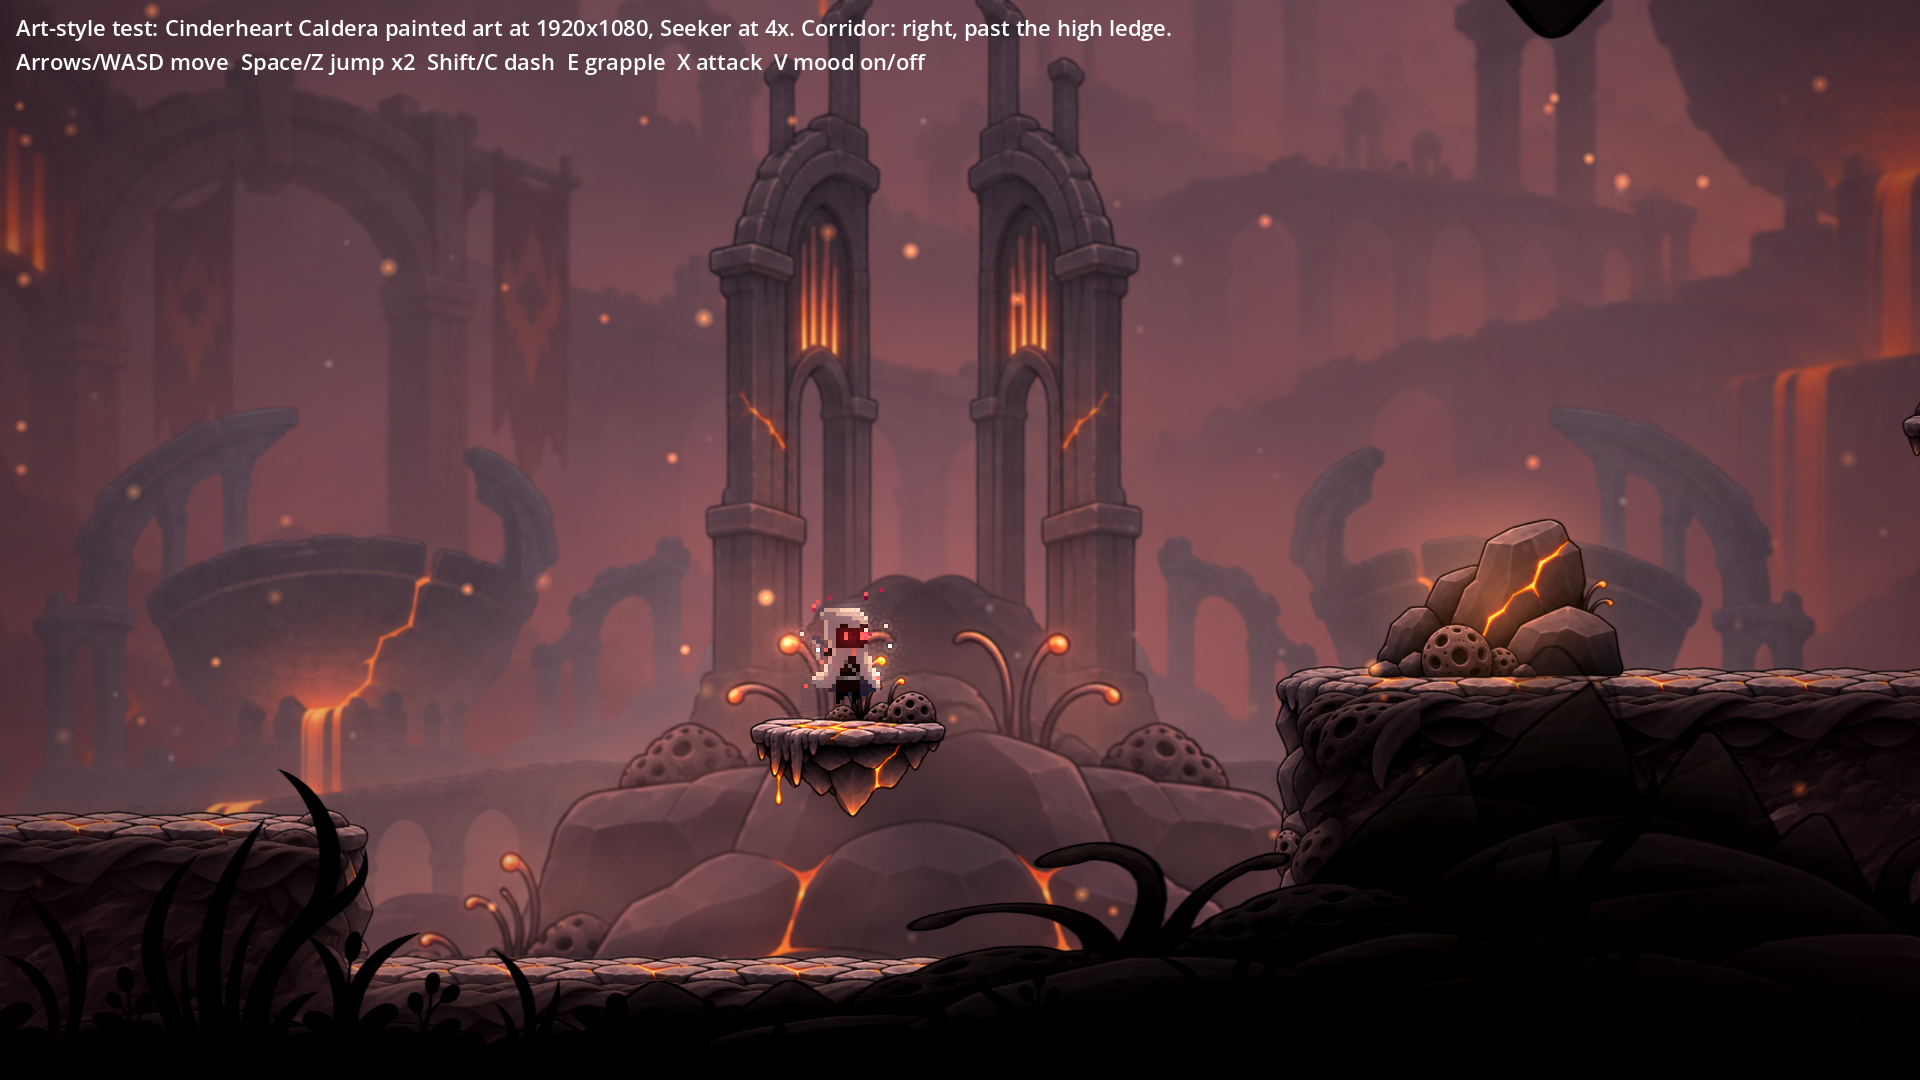 Art-style test: Cinderheart Caldera painted art at 1920x1080, Seeker at 4x. Corridor: right, past the high ledge.
Arrows/WASD move  Space/Z jump x2  Shift/C dash  E grapple  X attack  V mood on/off